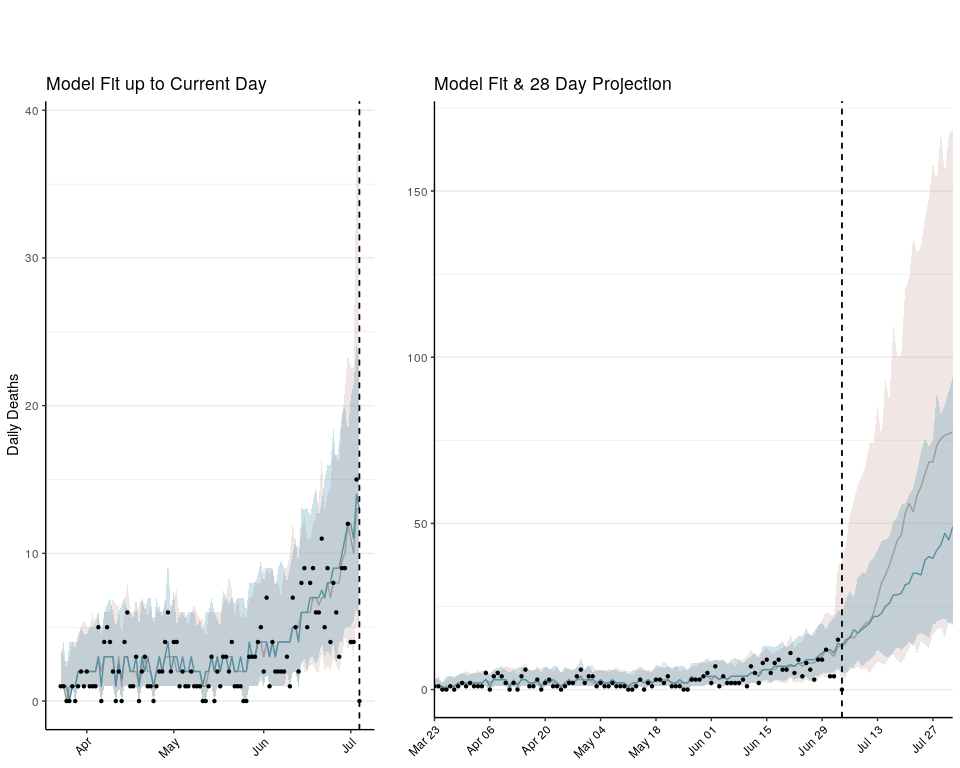 Model Fit up to Current Day
Model Fit & 28 Day Projection
Daily Deaths
40
30
20
10
0
Apr
May
Jun
Jul
150
100
50
0
Mar 23
Apr 06
Apr 20
May 04
May 18
Jun 01
Jun 15
Jun 29
Jul 13
Jul 27